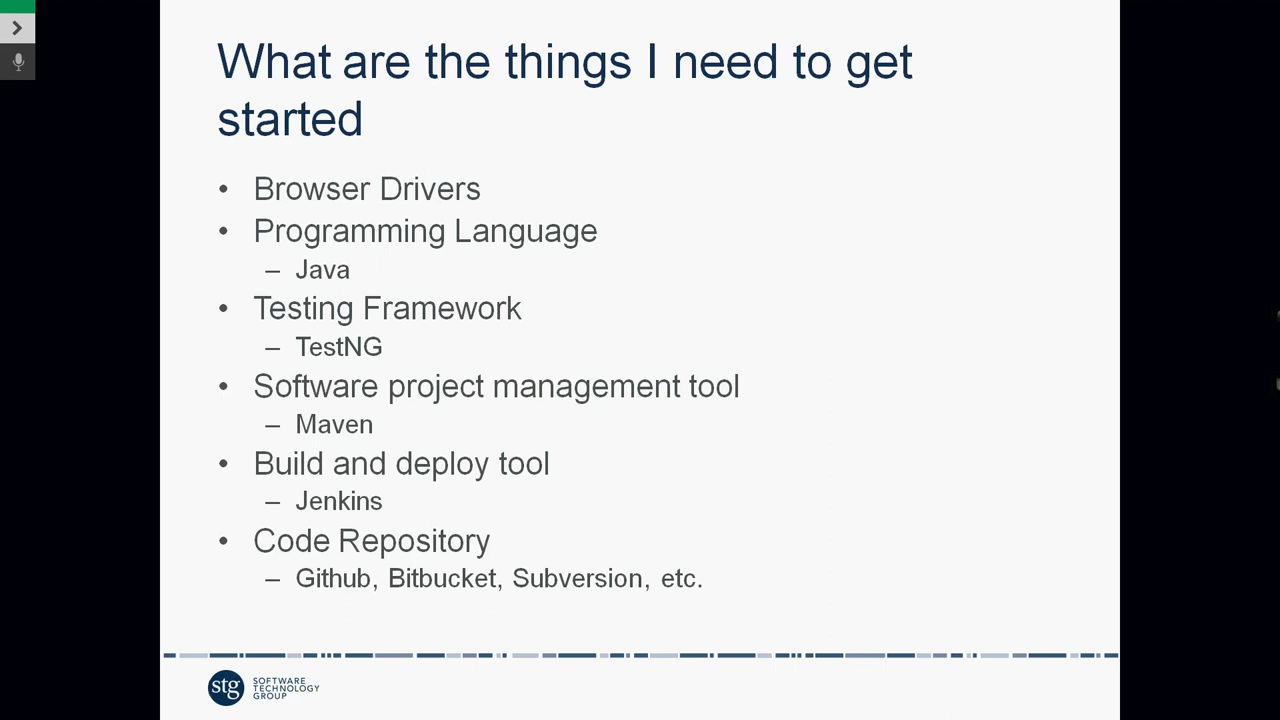 What are the things I need to get
started
• Browser Drivers
• Programming Language
– Java
• Testing Framework
– TestNG
• Software project management tool
– Maven
• Build and deploy tool
– Jenkins
• Code Repository
– Github, Bitbucket, Subversion, etc.
stg
SOFTWARE
TECHNOLOGY
GROUP